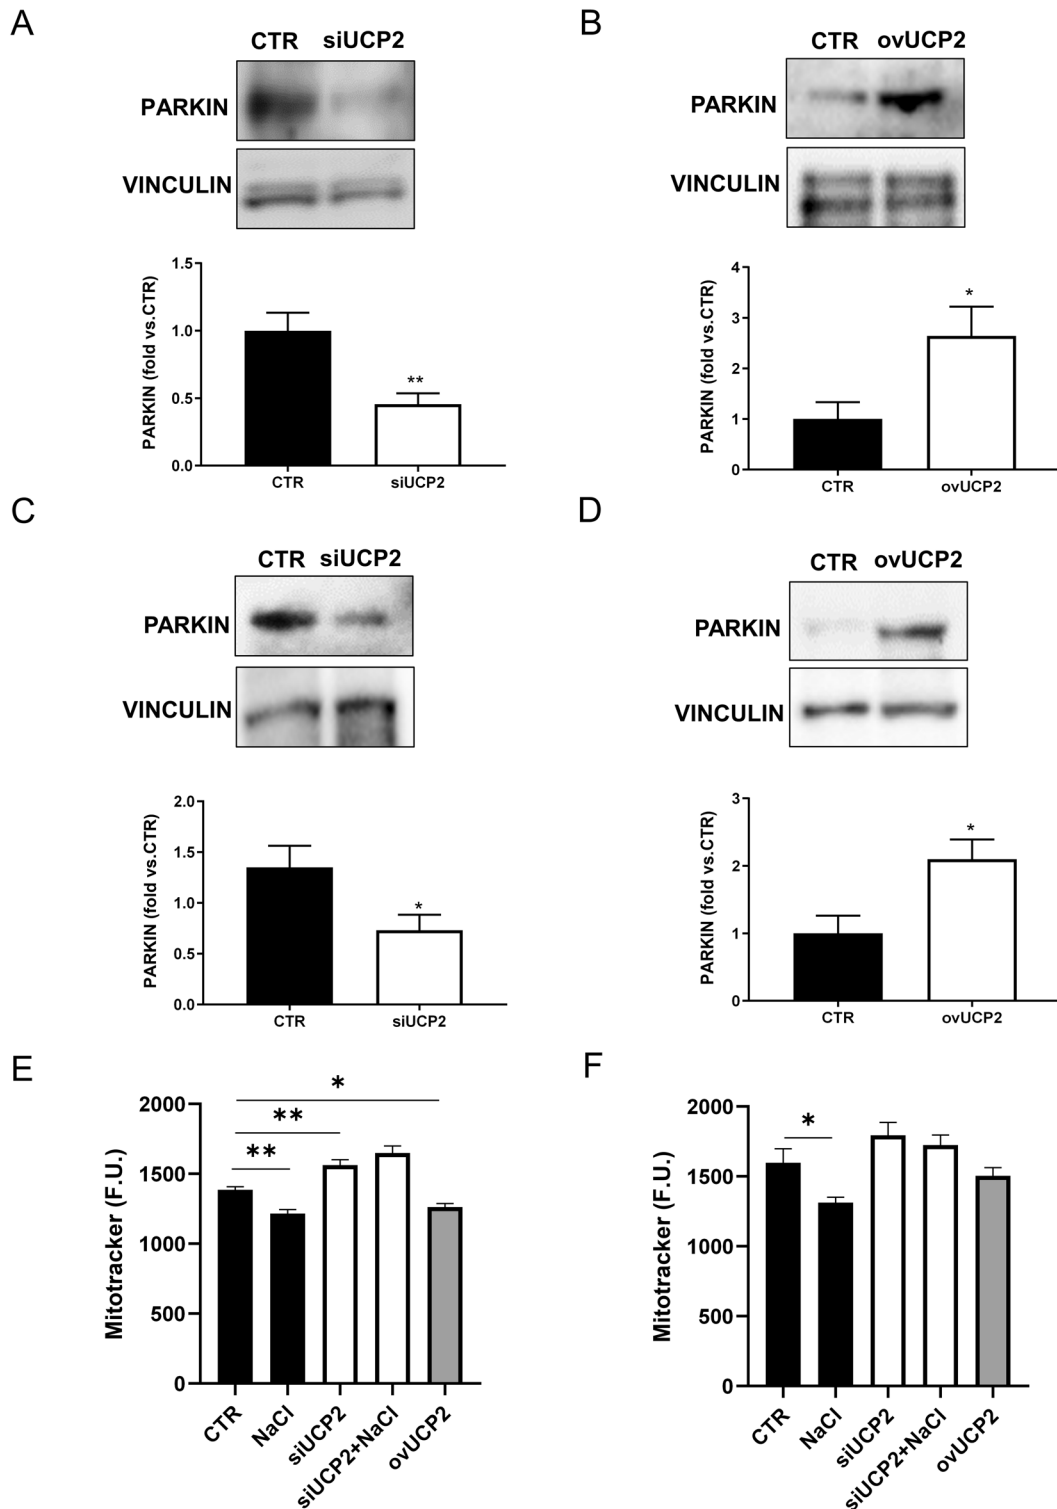 A
CTR siUCP2
PARKIN
VINCULIN
PARKIN (fold vs.CTR)
1.5
1.0
0.5
0.0
**
CTR
siUCP2
B
CTR ovUCP2
PARKIN
VINCULIN
PARKIN (fold vs.CTR)
4
3
2
1
0
*
CTR
ovUCP2
C
CTR siUCP2
PARKIN
VINCULIN
PARKIN (fold vs.CTR)
2.0
1.5
1.0
0.5
0.0
*
CTR
siUCP2
D
CTR ovUCP2
PARKIN
VINCULIN
PARKIN (fold vs.CTR)
3
2
1
0
*
CTR
ovUCP2
E
Mitotracker (F.U.)
2000
1500
1000
500
0
*
**
**
CTR
NaCl
siUCP2
siUCP2+NaCl
ovUCP2
F
Mitotracker (F.U.)
2000
1500
1000
500
0
*
CTR
NaCl
siUCP2
siUCP2+NaCl
ovUCP2